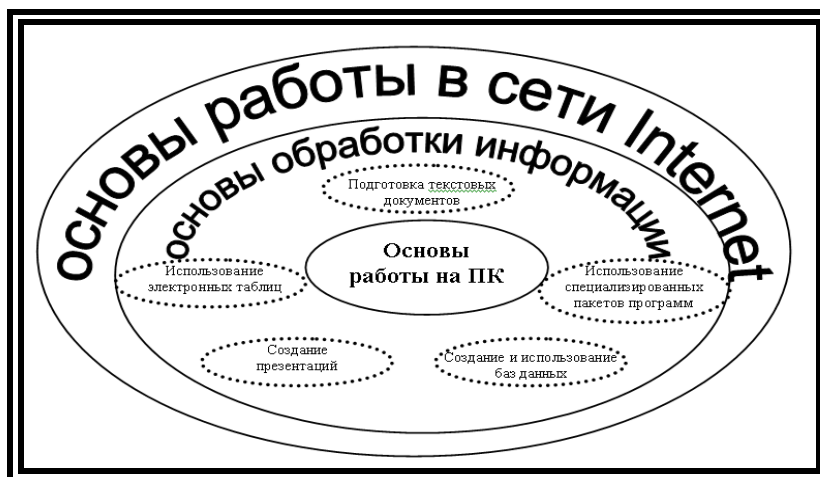 основы работы в сети Internet
основы обработки информации
Подготовка текстовых
документов
Основы
работы на ПК
Использование
электронных таблиц
Использование
специализированных
пакетов программ
Создание
презентаций
Создание и использование
баз данных